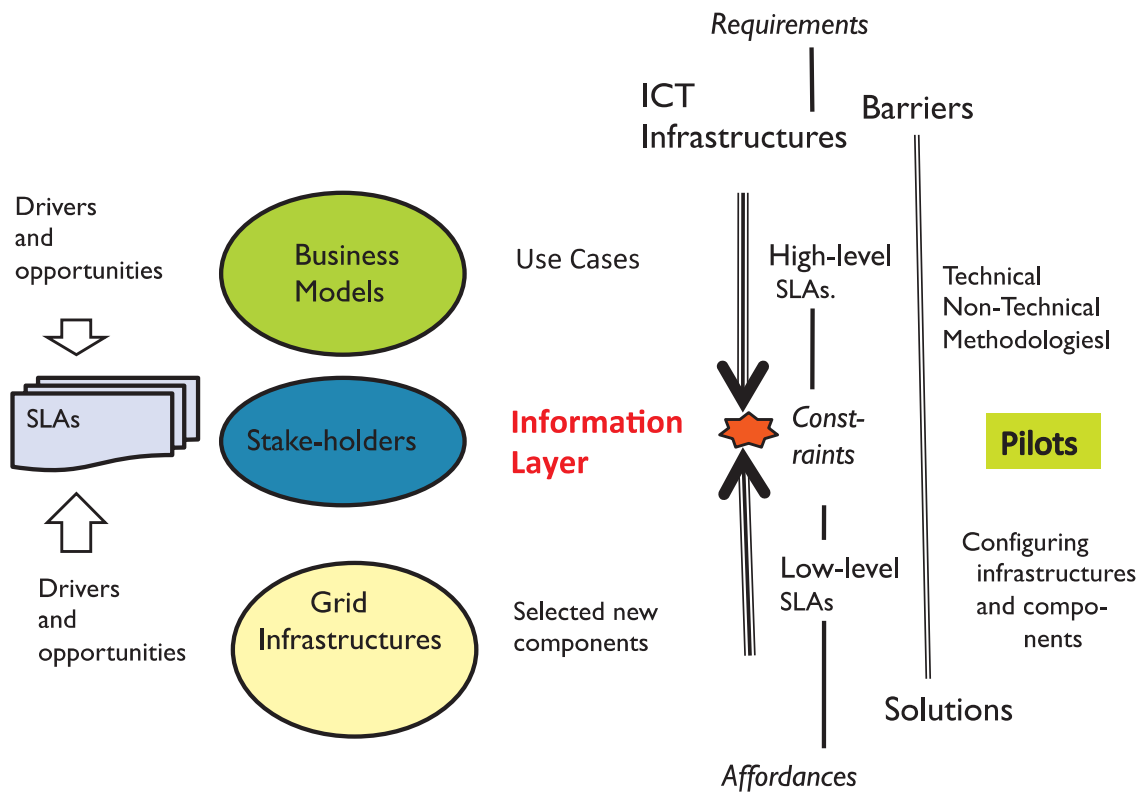 Requirements
ICT
Infrastructures
Barriers
Drivers
and
opportunities
Business
Models
Use Cases
High-level
SLAs.
Technical
Non-Technical
Methodologiesl
SLAs
Stake-holders
Information
Layer
Const-
raints
Pilots
Drivers
and
opportunities
Grid
Infrastructures
Selected new
components
Low-level
SLAs
Configuring
infrastructures
and compo-
nents
Solutions
Affordances